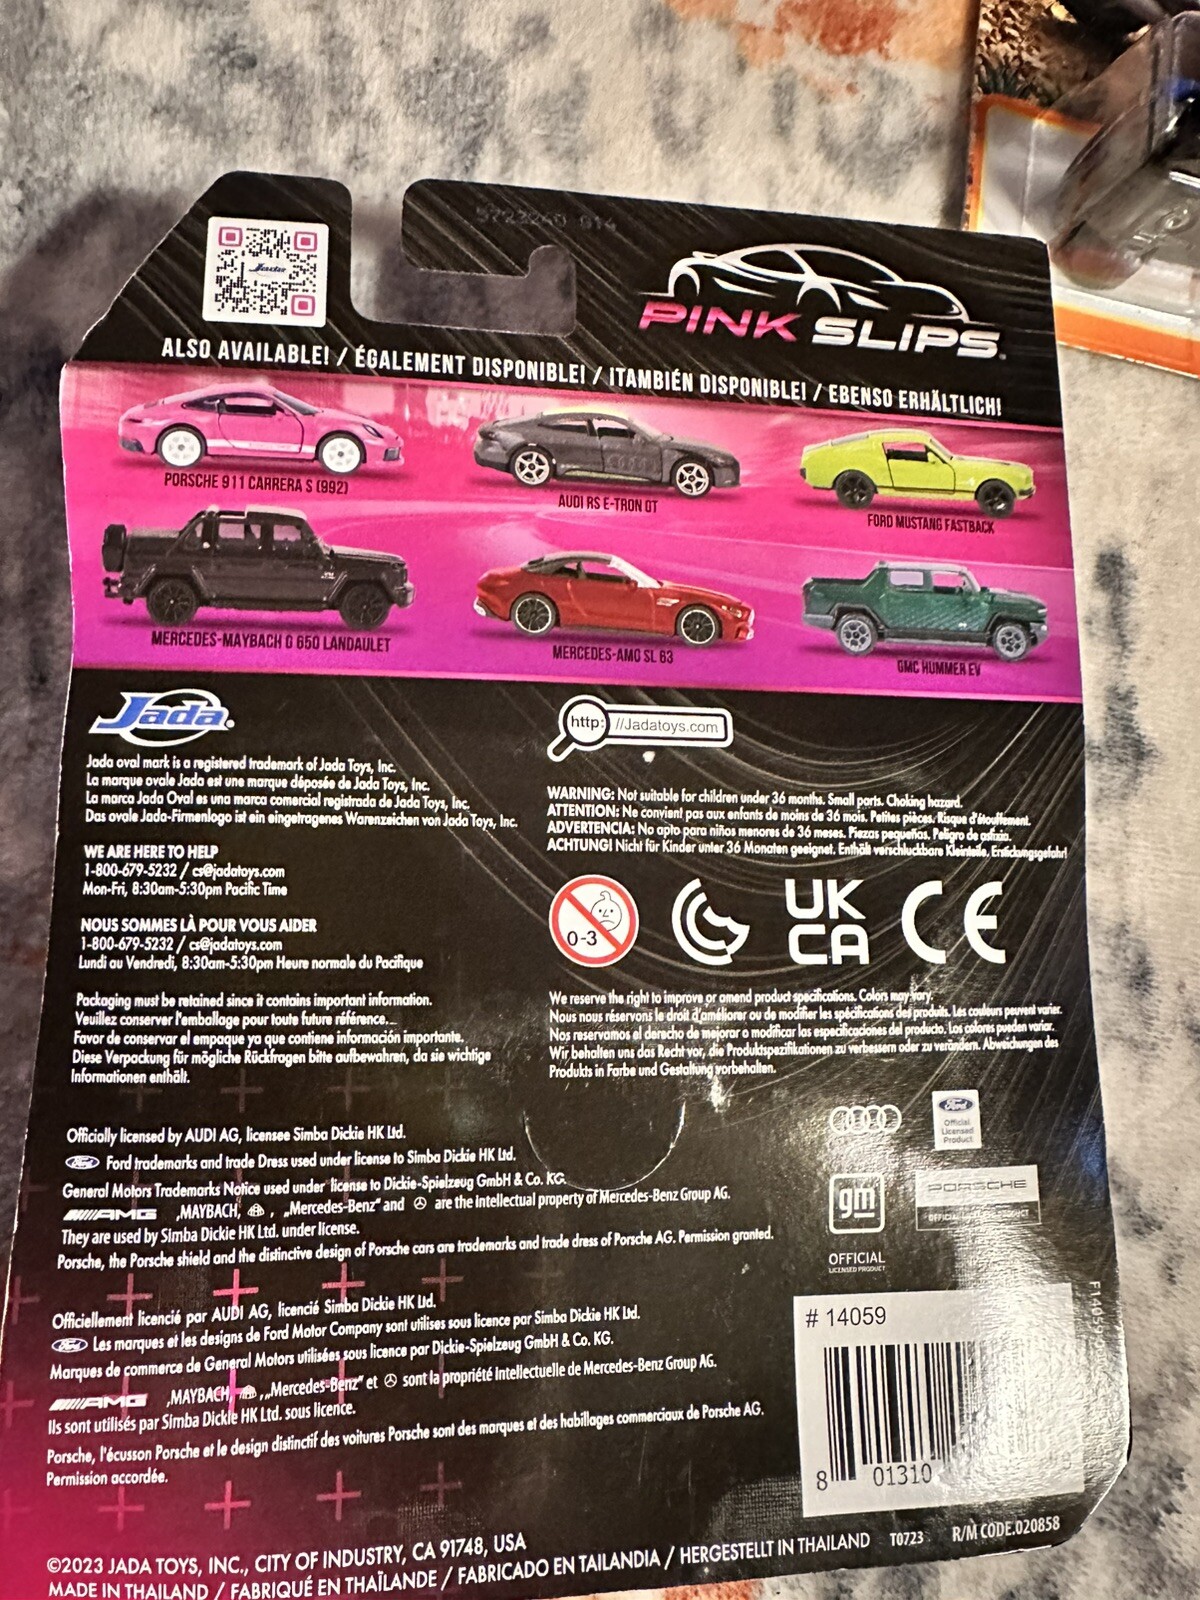 PINK SLIPS
ALSO AVAILABLE! / ÉGALEMENT DISPONIBLE! / ¡TAMBIÉN DISPONIBLE! / EBENSO ERHÄLTLICH!
PORSCHE 911 CARRERA S (992)
AUDI RS E-TRON GT
FORD MUSTANG FASTBACK
MERCEDES-MAYBACH G 650 LANDAULET
MERCEDES-AMG SL 63
GMC HUMMER EV
Jada®
Jada oval mark is a registered trademark of Jada Toys, Inc.
La marque ovale Jada est une marque déposée de Jada Toys, Inc.
La marca Jada Oval es una marca comercial registrada de Jada Toys, Inc.
Das ovale Jada-Firmenlogo ist ein eingetragenes Warenzeichen von Jada Toys, Inc.
WE ARE HERE TO HELP
1-800-679-5232 / cs@jadatoys.com
Mon-Fri, 8:30am-5:30pm Pacific Time
NOUS SOMMES LÀ POUR VOUS AIDER
1-800-679-5232 / cs@jadatoys.com
Lundi au Vendredi, 8:30am-5:30pm Heure normale du Pacifique
Packaging must be retained since it contains important information.
Veuillez conserver l'emballage pour toute future référence.
Favor de conservar el empaque ya que contiene información importante.
Diese Verpackung für mögliche Rückfragen bitte aufbewahren, da sie wichtige
Informationen enthält.
http: //Jadatoys.com
WARNING: Not suitable for children under 36 months. Small parts. Choking hazard.
ATTENTION: Ne convient pas aux enfants de moins de 36 mois. Petites pièces. Risque d'étouffement.
ADVERTENCIA: No apto para niños menores de 36 meses. Piezas pequeñas. Peligro de asfixia.
ACHTUNG! Nicht für Kinder unter 36 Monaten geeignet. Enthält verschluckbare Kleinteile. Erstickungsgefahr!
0-3
UK
CA
CE
We reserve the right to improve or amend product specifications. Colors may vary.
Nous nous réservons le droit d'améliorer ou de modifier les spécifications des produits. Les couleurs peuvent varier.
Nos reservamos el derecho de mejorar o modificar las especificaciones del producto. Los colores pueden variar.
Wir behalten uns das Recht vor, die Produktspezifikationen zu verbessern oder zu verändern. Abweichungen des
Produkts in Farbe und Gestaltung vorbehalten.
Officially licensed by AUDI AG, licensee Simba Dickie HK Ltd.
Ford Ford trademarks and trade Dress used under license to Simba Dickie HK Ltd.
General Motors Trademarks Notice used under license to Dickie-Spielzeug GmbH & Co. KG.
AMG ,MAYBACH, , „Mercedes-Benz" and are the intellectual property of Mercedes-Benz Group AG.
They are used by Simba Dickie HK Ltd. under license.
Porsche, the Porsche shield and the distinctive design of Porsche cars are trademarks and trade dress of Porsche AG. Permission granted.
Officiellement licencié par AUDI AG, licencié Simba Dickie HK Ltd.
Ford Les marques et les designs de Ford Motor Company sont utilises sous licence par Simba Dickie HK Ltd.
Marques de commerce de General Motors utilisées sous licence par Dickie-Spielzeug GmbH & Co. KG.
AMG ,MAYBACH, , „Mercedes-Benz" et sont la propriété Intellectuelle de Mercedes-Benz Group AG.
Ils sont utilisés par Simba Dickie HK Ltd. sous licence.
Porsche, l'écusson Porsche et le design distinctif des voitures Porsche sont des marques et des habillages commerciaux de Porsche AG.
Permission accordée.
Ford
Official
Licensed
Product
gm
OFFICIAL
LICENSED PRODUCT
PORSCHE
OFFICIAL LICENSED PRODUCT
# 14059
8 01310
©2023 JADA TOYS, INC., CITY OF INDUSTRY, CA 91748, USA
MADE IN THAILAND / FABRIQUÉ EN THAÏLANDE / FABRICADO EN TAILANDIA / HERGESTELLT IN THAILAND T0723 R/M CODE.020858